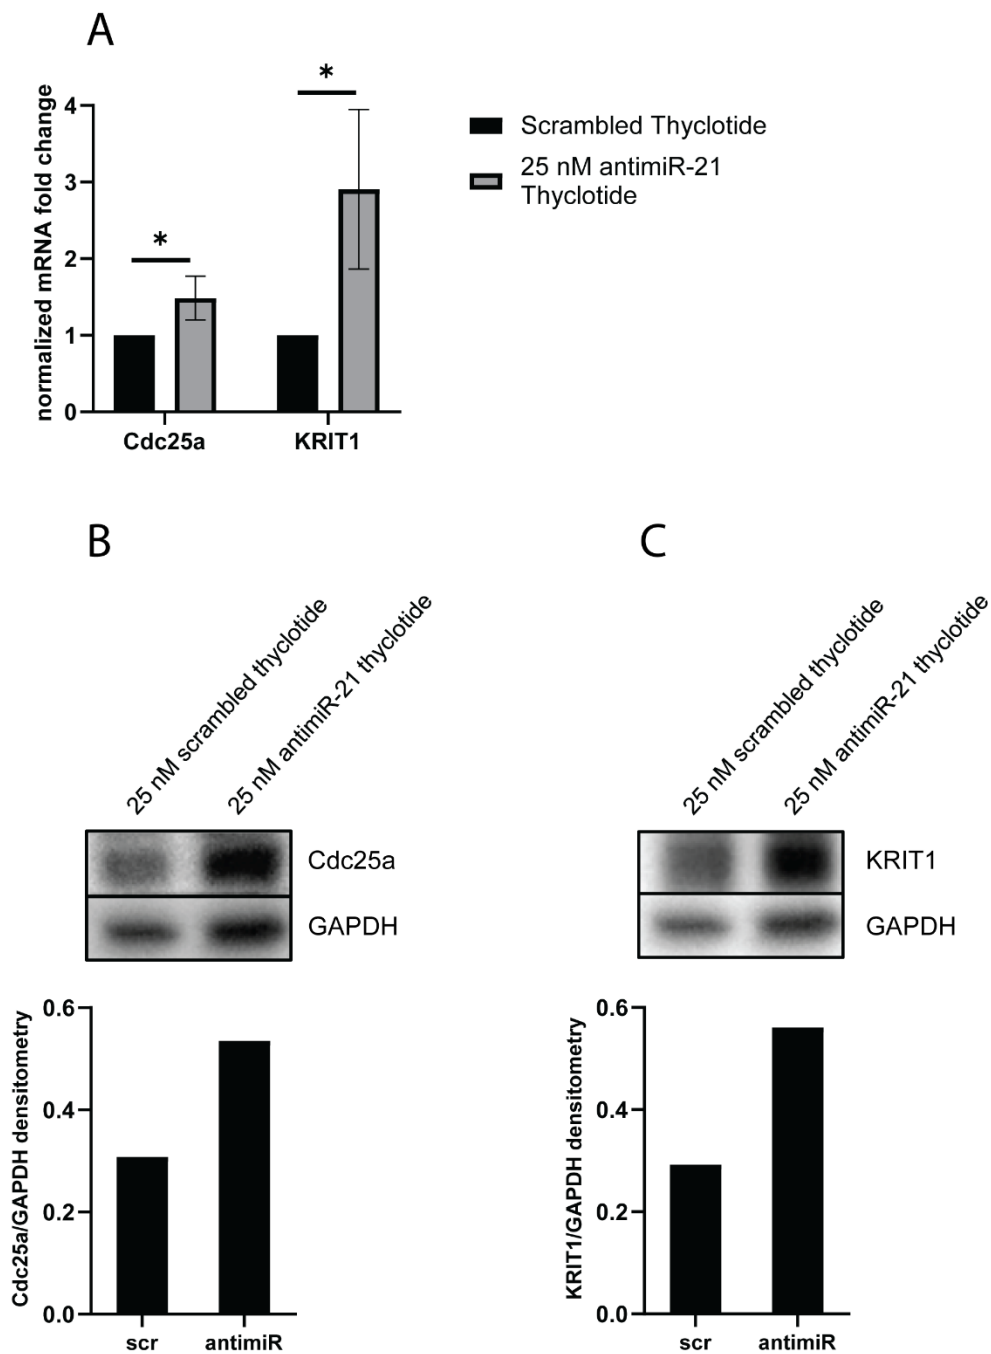 A
normalized mRNA fold change
4
3
2
1
0
*
*
Cdc25a
KRIT1
Scrambled Thyclotide
25 nM antimiR-21
Thyclotide
B
25 nM scrambled thyclotide
25 nM antimiR-21 thyclotide
Cdc25a
GAPDH
Cdc25a/GAPDH densitometry
0.6
0.4
0.2
0.0
scr
antimiR
C
25 nM scrambled thyclotide
25 nM antimiR-21 thyclotide
KRIT1
GAPDH
KRIT1/GAPDH densitometry
0.6
0.4
0.2
0.0
scr
antimiR